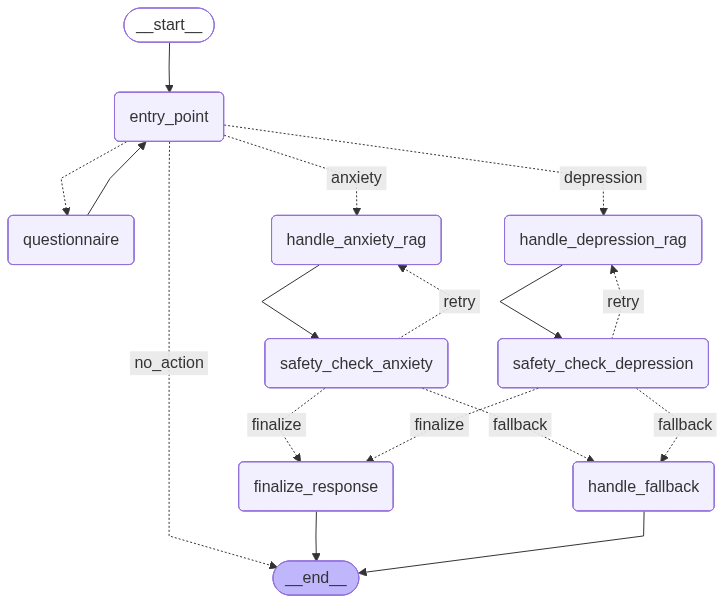 __start__
entry_point
anxiety
depression
questionnaire
handle_anxiety_rag
handle_depression_rag
retry
retry
no_action
safety_check_anxiety
safety_check_depression
finalize
finalize
fallback
fallback
finalize_response
handle_fallback
__end__